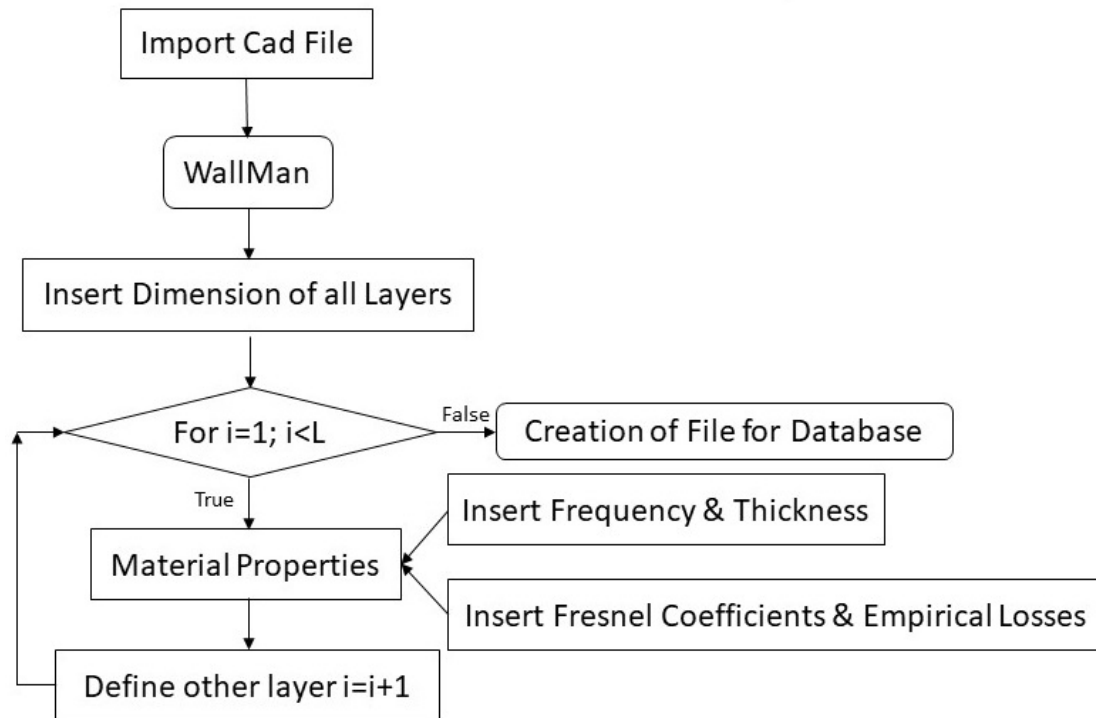 Import Cad File
WallMan
Insert Dimension of all Layers
For i=1; i<L
False
Creation of File for Database
True
Insert Frequency & Thickness
Material Properties
Insert Fresnel Coefficients & Empirical Losses
Define other layer i=i+1